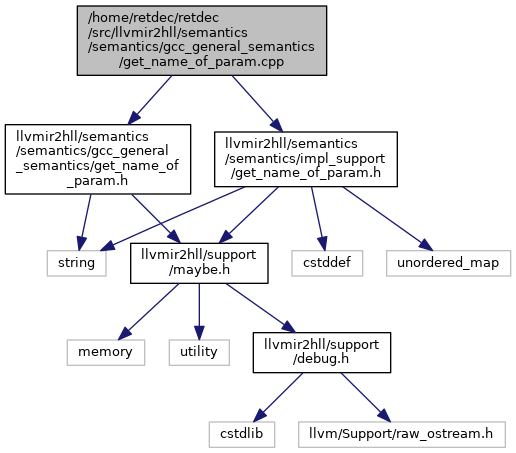 /home/retdec/retdec
/src/llvmir2hll/semantics
/semantics/gcc_general_semantics
/get_name_of_param.cpp
llvmir2hll/semantics
/semantics/gcc_general
_semantics/get_name_of
_param.h
llvmir2hll/semantics
/semantics/impl_support
/get_name_of_param.h
string
llvmir2hll/support
/maybe.h
cstddef
unordered_map
memory
utility
llvmir2hll/support
/debug.h
cstdlib
llvm/Support/raw_ostream.h